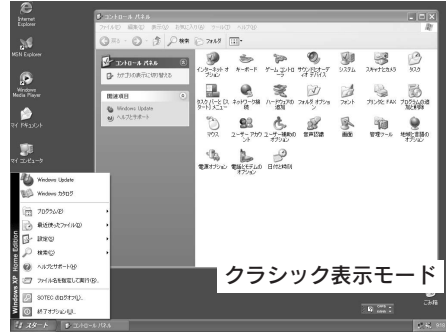 Internet
Explorer
MSN Explorer
Windows
Media Player
マイ ドキュメント
マイ コンピュータ
コントロール パネル
ファイル(F) 編集(E) 表示(V) お気に入り(A) ツール(T) ヘルプ(H)
戻る 検索 フォルダ
コントロール パネル
カテゴリの表示に切り替える
関連項目
Windows Update
ヘルプとサポート
インターネット オプション キーボード ゲーム コントローラ サウンドとオーディオ デバイス システム スキャナとカメラ タスク
タスク バーと [スタート] メニュー ネットワーク接続 ハードウェアの追加 フォルダ オプション フォント プリンタと FAX プログラムの追加と削除
マウス ユーザー アカウント ユーザー補助のオプション 音声認識 画面 管理ツール 地域と言語のオプション
電源オプション 電話とモデムのオプション 日付と時刻
Windows Update
Windows カタログ
プログラム(P)
最近使ったファイル(D)
設定(S)
検索(C)
ヘルプとサポート(H)
ファイル名を指定して実行(R)...
SOTEC のログオフ(L)...
終了オプション(U)...
Windows XP Home Edition
クラシック表示モード
ごみ箱
スタート コントロール パネル